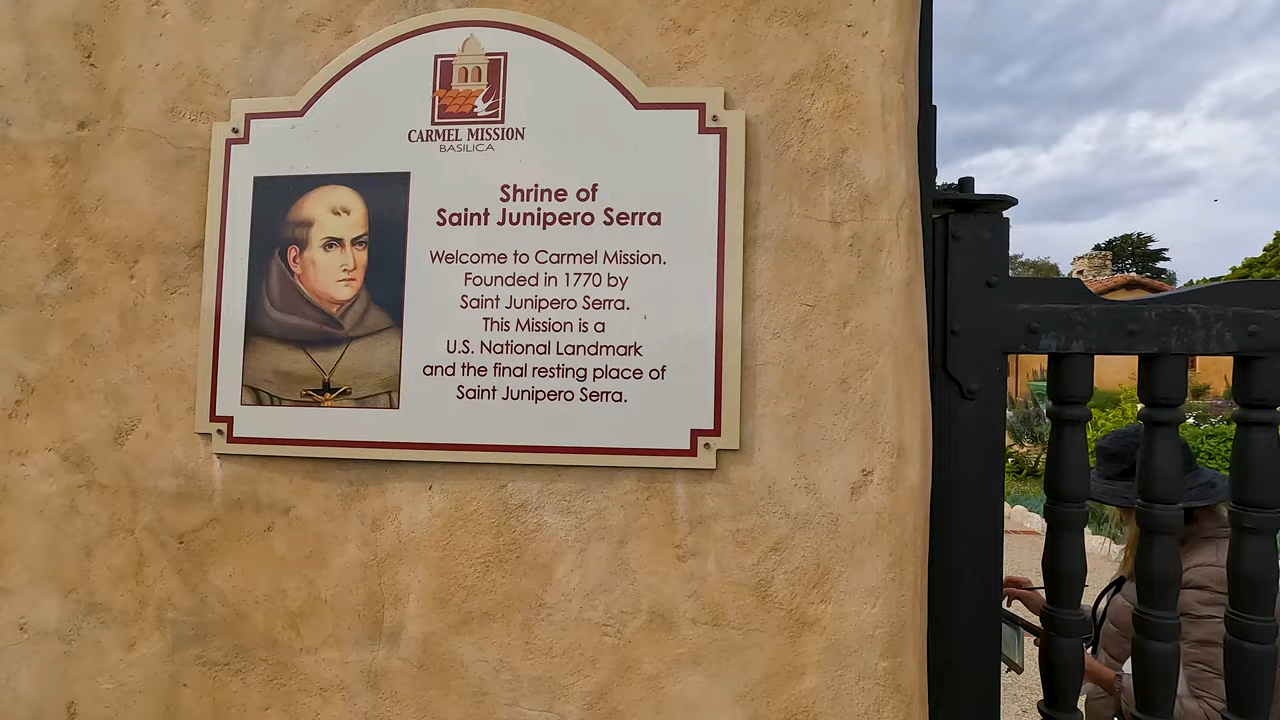 CARMEL MISSION
BASILICA
Shrine of
Saint Junipero Serra
Welcome to Carmel Mission.
Founded in 1770 by
Saint Junipero Serra.
This Mission is a
U.S. National Landmark
and the final resting place of
Saint Junipero Serra.